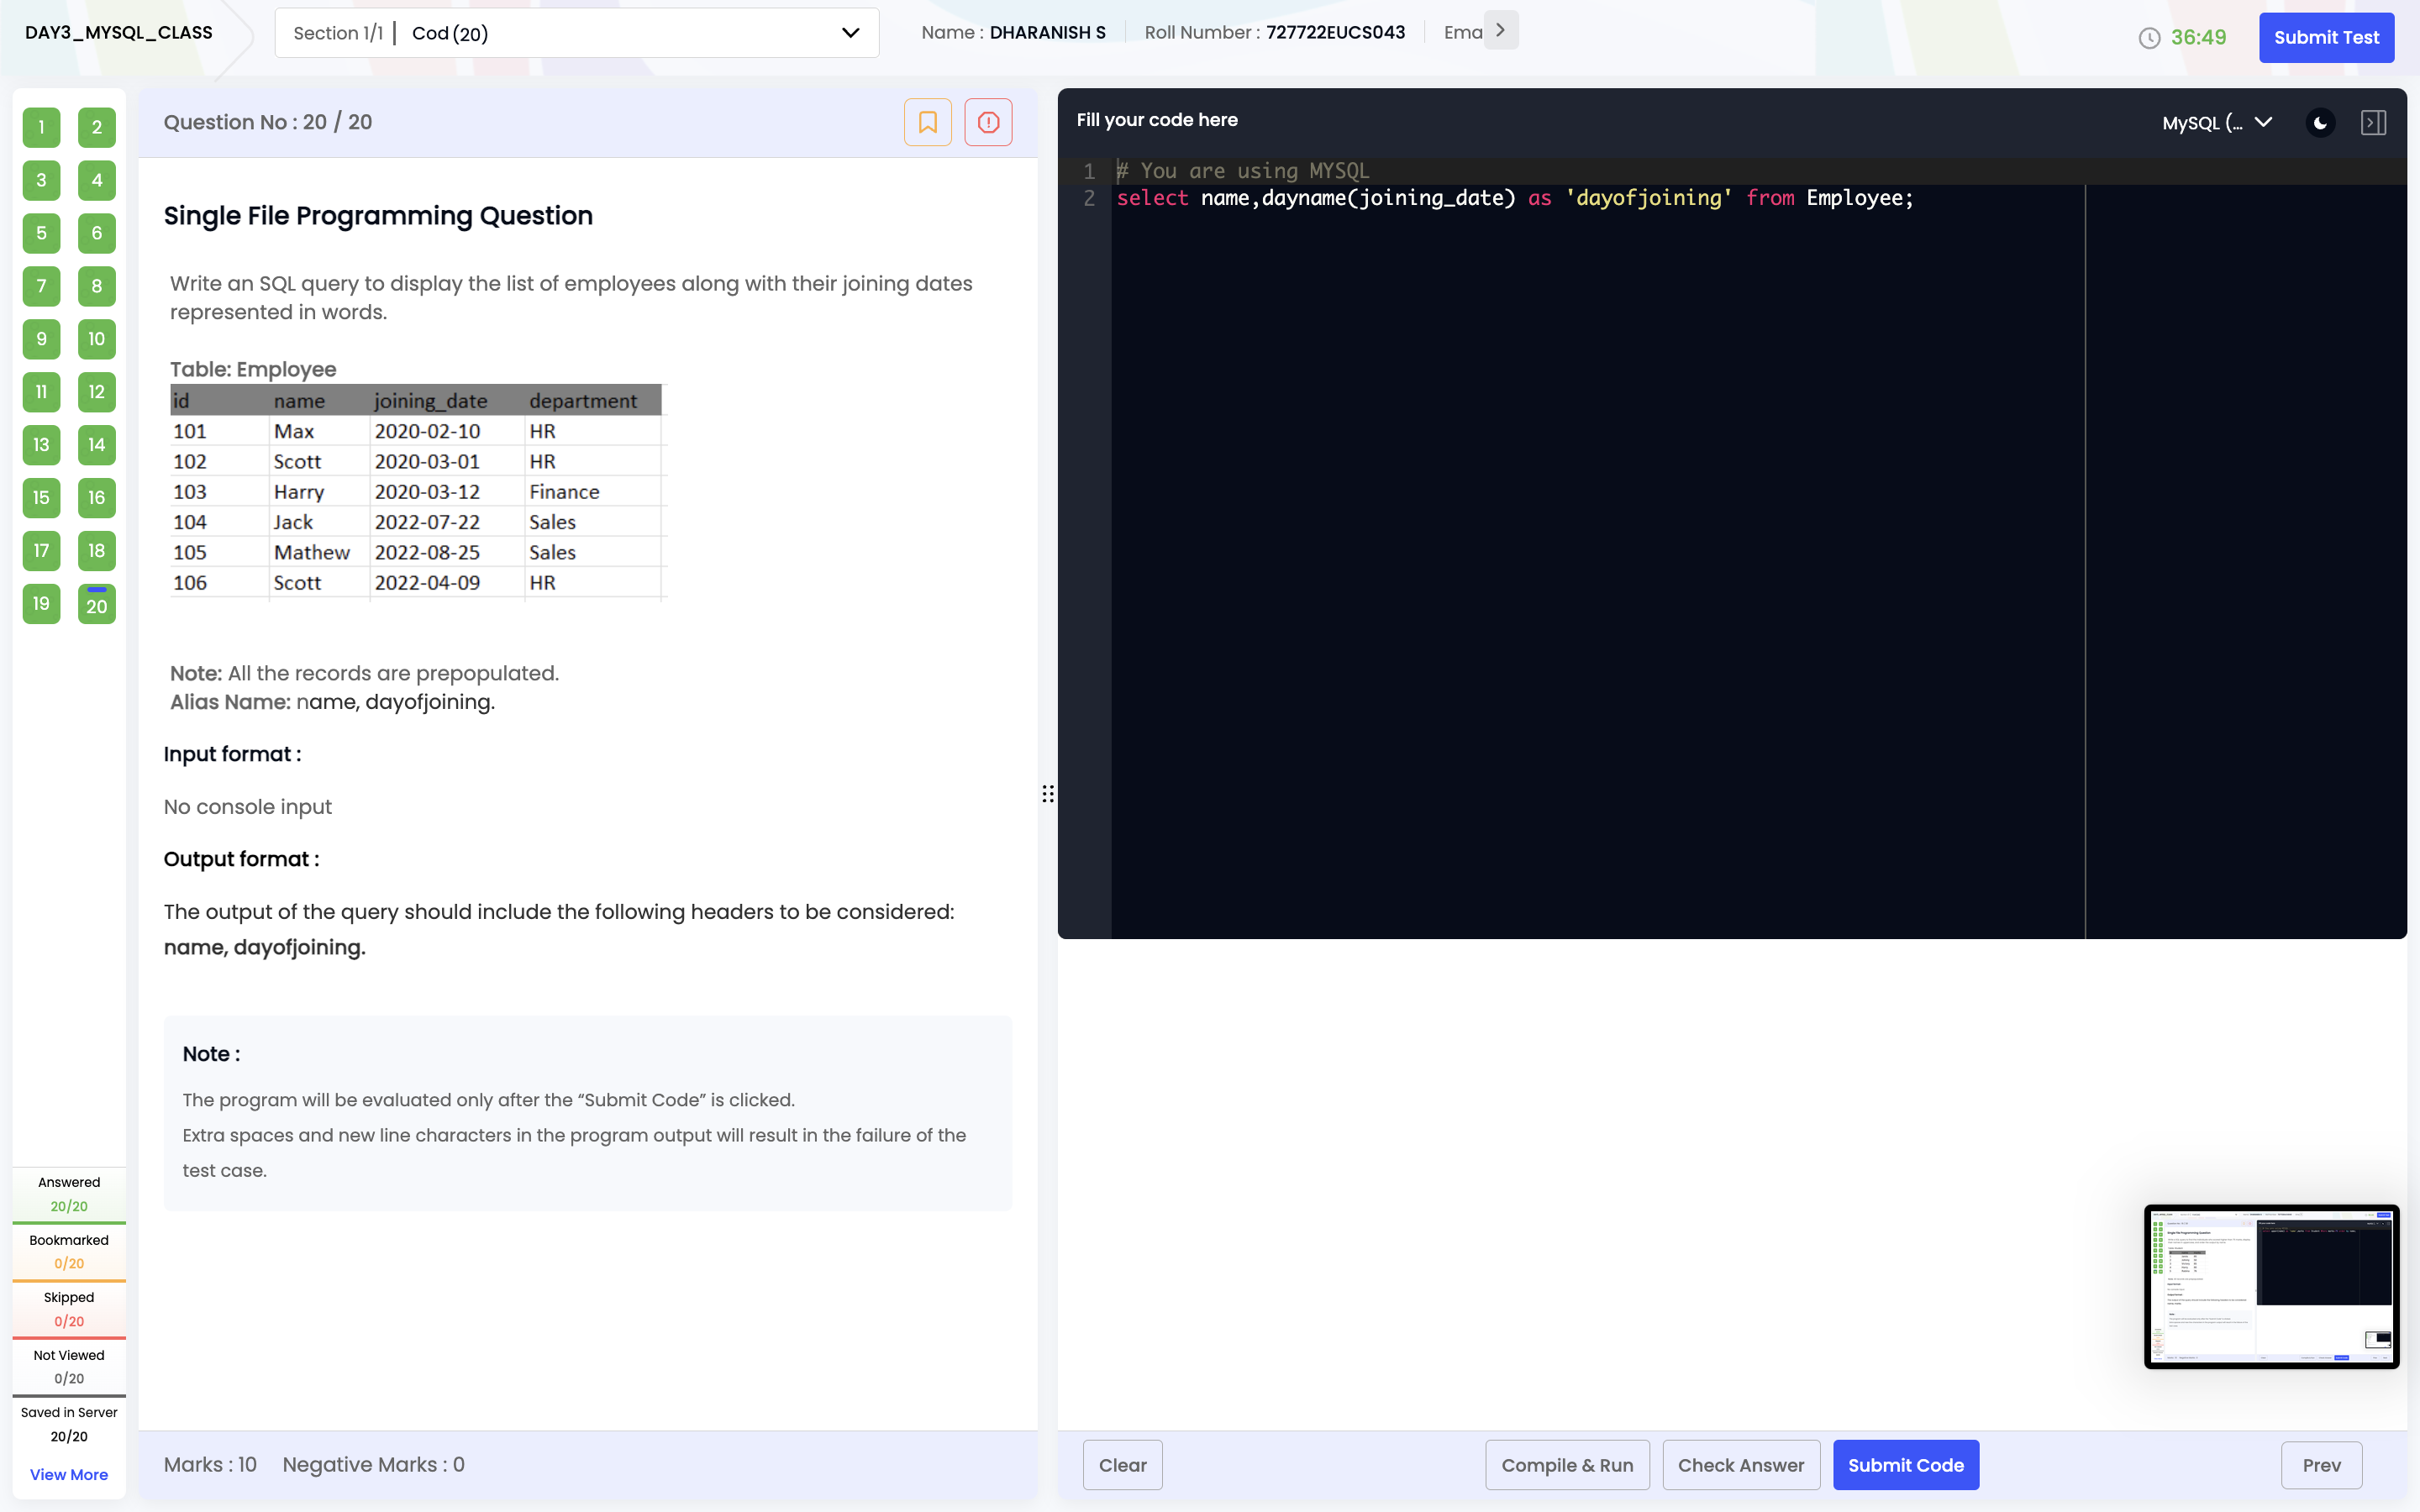 DAY3_MYSQL_CLASS
Section 1/1 | Cod (20)
Name : DHARANISH S
Roll Number : 727722EUCS043
Ema
36:49
Submit Test
1 2
3 4
5 6
7 8
9 10
11 12
13 14
15 16
17 18
19 20
Answered
20/20
Bookmarked
0/20
Skipped
0/20
Not Viewed
0/20
Saved in Server
20/20
View More
Question No : 20 / 20
Single File Programming Question
Write an SQL query to display the list of employees along with their joining dates
represented in words.
Table: Employee
id name joining_date department
101 Max 2020-02-10 HR
102 Scott 2020-03-01 HR
103 Harry 2020-03-12 Finance
104 Jack 2022-07-22 Sales
105 Mathew 2022-08-25 Sales
106 Scott 2022-04-09 HR
Note: All the records are prepopulated.
Alias Name: name, dayofjoining.
Input format :
No console input
Output format :
The output of the query should include the following headers to be considered:
name, dayofjoining.
Note :
The program will be evaluated only after the “Submit Code” is clicked.
Extra spaces and new line characters in the program output will result in the failure of the
test case.
Marks : 10 Negative Marks : 0
Fill your code here
MySQL (...
1 # You are using MYSQL
2 select name,dayname(joining_date) as 'dayofjoining' from Employee;
Clear
Compile & Run
Check Answer
Submit Code
Prev